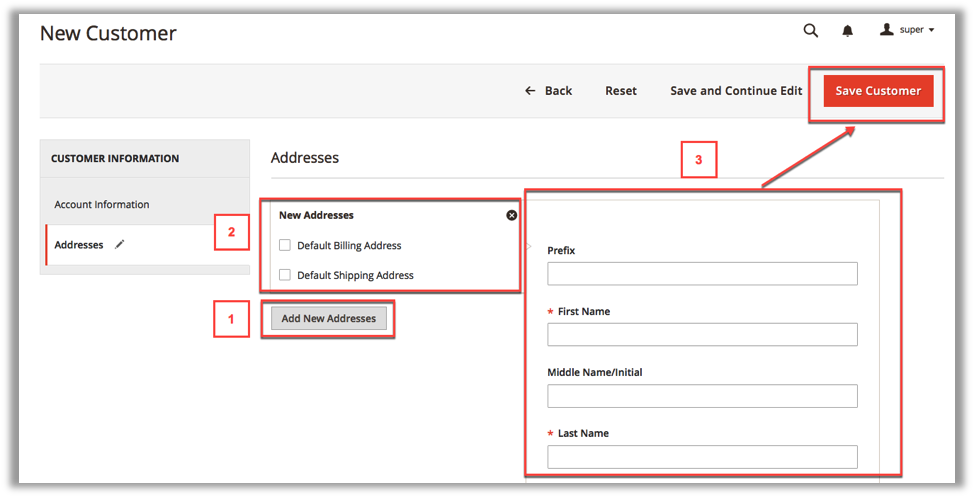 New Customer
super
Back Reset Save and Continue Edit Save Customer
CUSTOMER INFORMATION
Account Information
Addresses
Addresses
3
2
New Addresses
Default Billing Address
Default Shipping Address
1
Add New Addresses
Prefix
* First Name
Middle Name/Initial
* Last Name